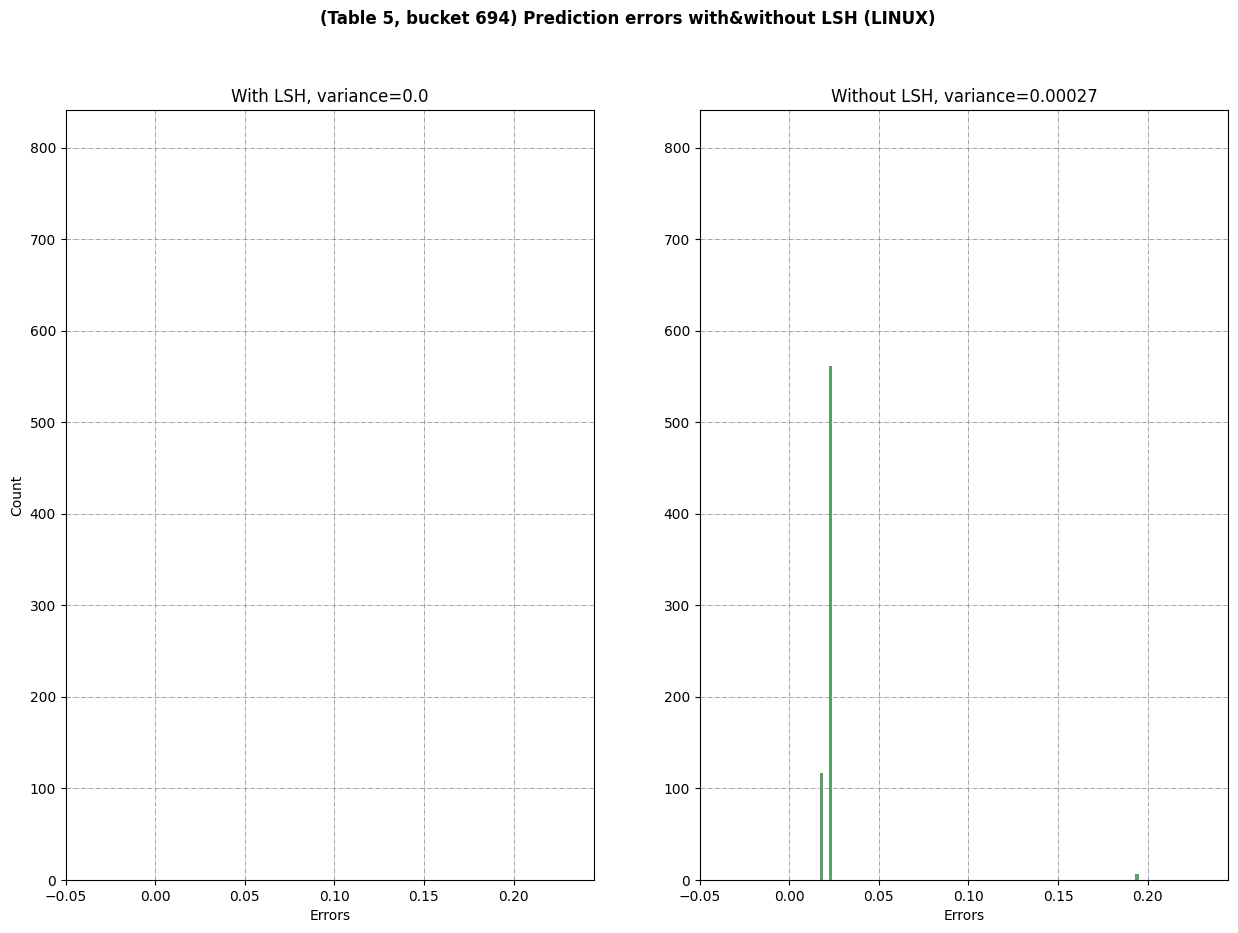 (Table 5, bucket 694) Prediction errors with&without LSH (LINUX)
With LSH, variance=0.0
800
700
600
500
400
300
200
100
0
Count
−0.05 0.00 0.05 0.10 0.15 0.20
Errors
Without LSH, variance=0.00027
800
700
600
500
400
300
200
100
0
−0.05 0.00 0.05 0.10 0.15 0.20
Errors